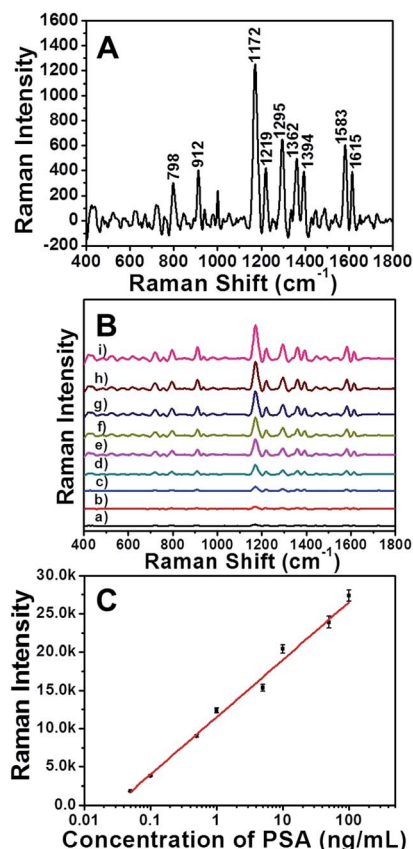 A
1600
1400
1200
1000
800
600
400
200
0
-200
Raman Intensity
798
912
1172
1219
1295
1362
1394
1583
1615
400 600 800 1000 1200 1400 1600 1800
Raman Shift (cm⁻¹)
B
Raman Intensity
i)
h)
g)
f)
e)
d)
c)
b)
a)
400 600 800 1000 1200 1400 1600 1800
Raman Shift (cm⁻¹)
C
30.0k
25.0k
20.0k
15.0k
10.0k
5.0k
0.0
Raman Intensity
0.01 0.1 1 10 100
Concentration of PSA (ng/mL)